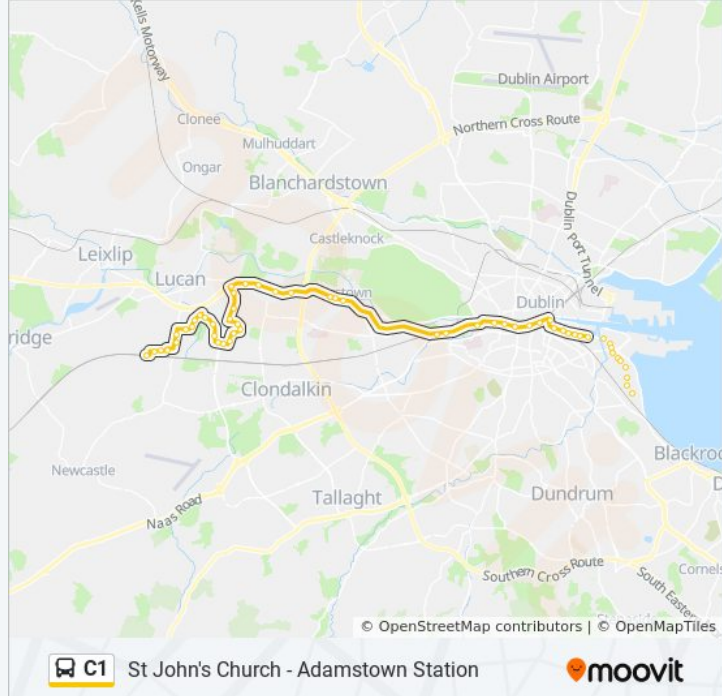 Kells Motorway
Dublin Airport
Clonee
Northern Cross Route
Mulhuddart
Ongar
Blanchardstown
Dublin Port Tunnel
Castleknock
Leixlip
Lucan
Dublin
ridge
Clondalkin
Blackroc
Newcastle
Tallaght
Dundrum
Naas Road
Southern Cross Route
Cornels
South Easter
© OpenStreetMap contributors | © OpenMapTiles
C1 St John's Church - Adamstown Station
moovit